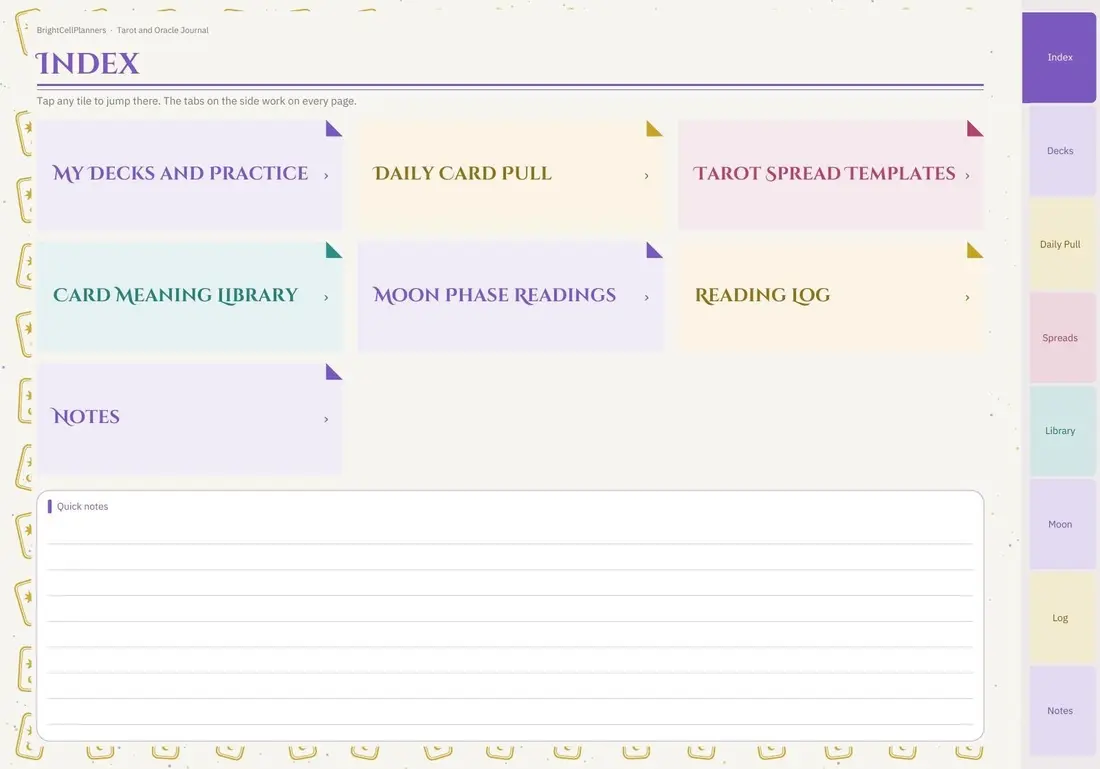 BrightCellPlanners · Tarot and Oracle Journal
Index
Tap any tile to jump there. The tabs on the side work on every page.
My Decks and Practice ›
Daily Card Pull ›
Tarot Spread Templates ›
Card Meaning Library ›
Moon Phase Readings ›
Reading Log ›
Notes ›
Quick notes
Index
Decks
Daily Pull
Spreads
Library
Moon
Log
Notes